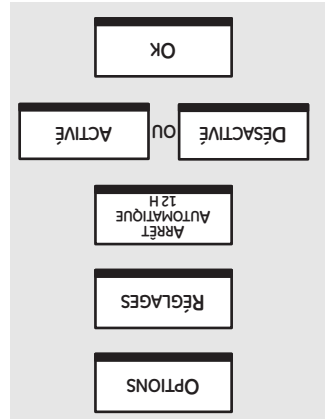 OPTIONS
RÉGLAGES
ARRÊT
AUTOMATIQUE
12 H
DÉSACTIVÉ OU ACTIVÉ
OK